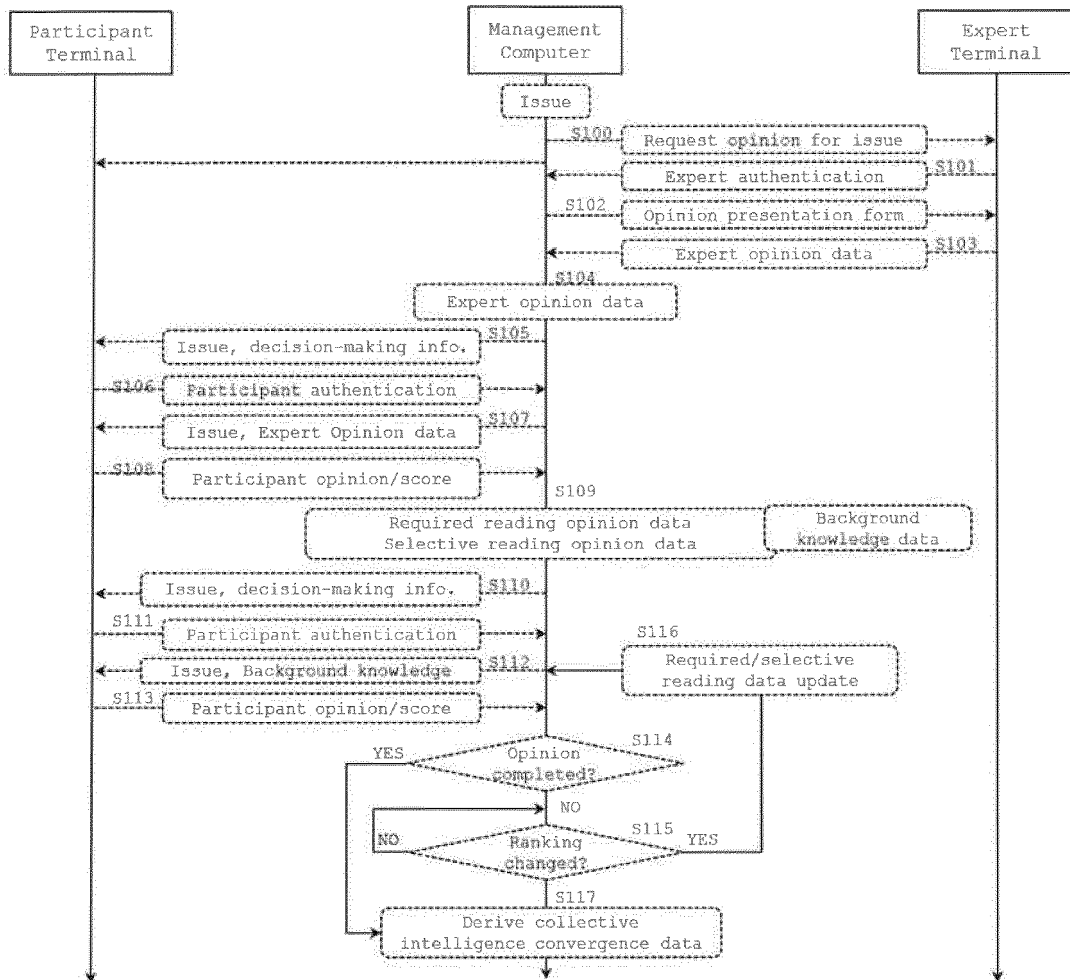 Participant
Terminal
Management
Computer
Expert
Terminal
Issue
S100
Request opinion for issue
Expert authentication
S101
S102
Opinion presentation form
Expert opinion data
S103
S104
Expert opinion data
Issue, decision-making info.
S105
S106
Participant authentication
Issue, Expert Opinion data
S107
S108
Participant opinion/score
S109
Required reading opinion data
Selective reading opinion data
Background
knowledge data
Issue, decision-making info.
S110
S111
Participant authentication
S116
Issue, Background knowledge
S112
Required/selective
reading data update
S113
Participant opinion/score
YES
Opinion
completed?
S114
NO
S115
NO
Ranking
changed?
YES
S117
Derive collective
intelligence convergence data